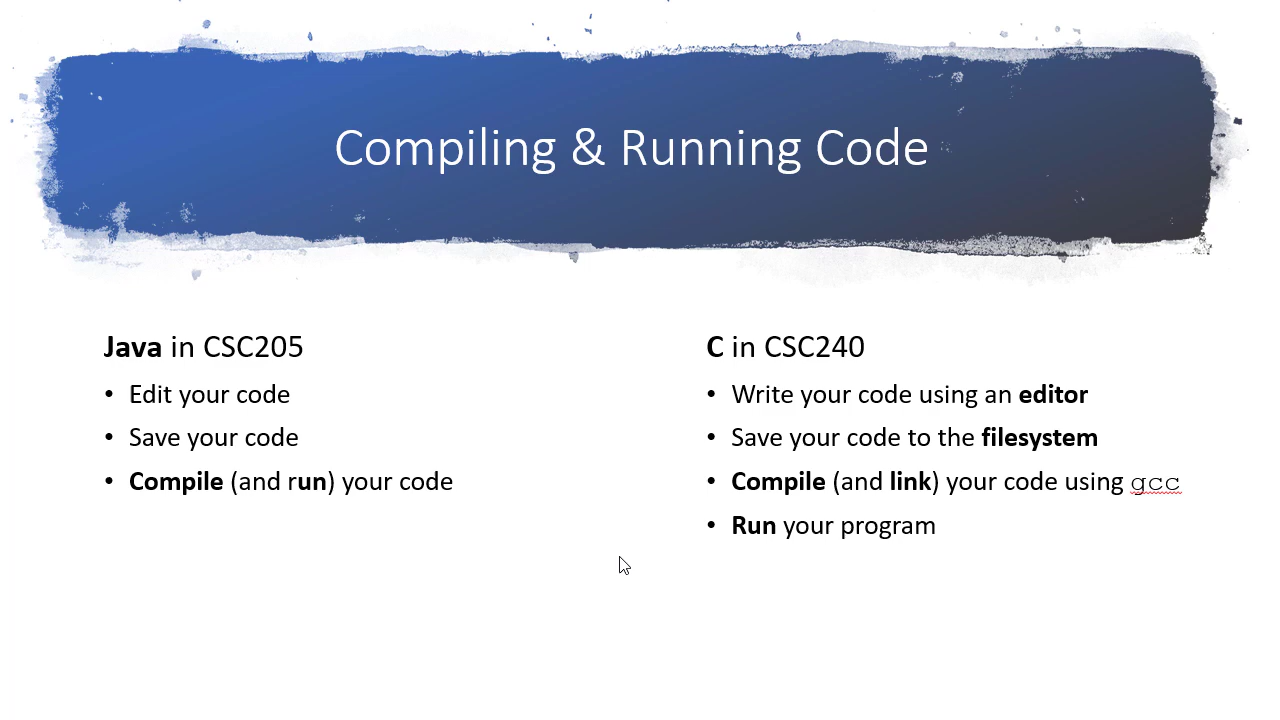 Compiling & Running Code
Java in CSC205
• Edit your code
• Save your code
• Compile (and run) your code
C in CSC240
• Write your code using an editor
• Save your code to the filesystem
• Compile (and link) your code using gcc
• Run your program